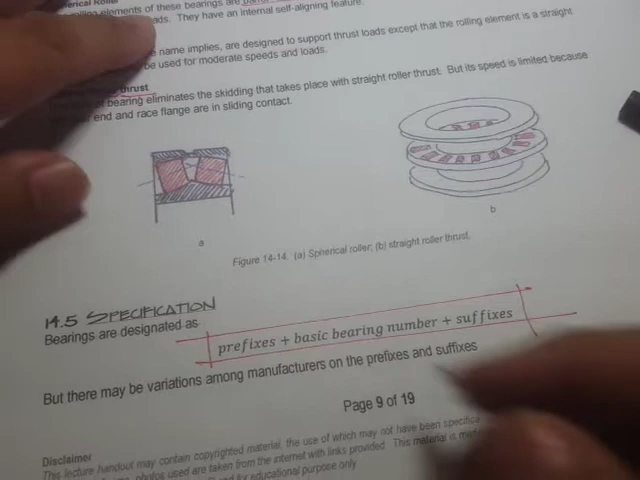 erical Roller
elements of these bearings are
ads. They have an internal self-aligning feature.
name implies, are designed to support thrust loads except that the rolling element is a straight
be used for moderate speeds and loads.
thrust
bearing eliminates the skidding that takes place with straight roller thrust. But its speed is limited because
end and race flange are in sliding contact.
a
b
Figure 14-14. (a) Spherical roller; (b) straight roller thrust.
14.5 SPECIFICATION
Bearings are designated as
prefixes + basic bearing number + suffixes
But there may be variations among manufacturers on the prefixes and suffixes
Page 9 of 19
Disclaimer
This lecture handout may contain copyrighted material, the use of which may not have been specifica
photos used are taken from the internet with links provided. This material is
for educational purpose only.